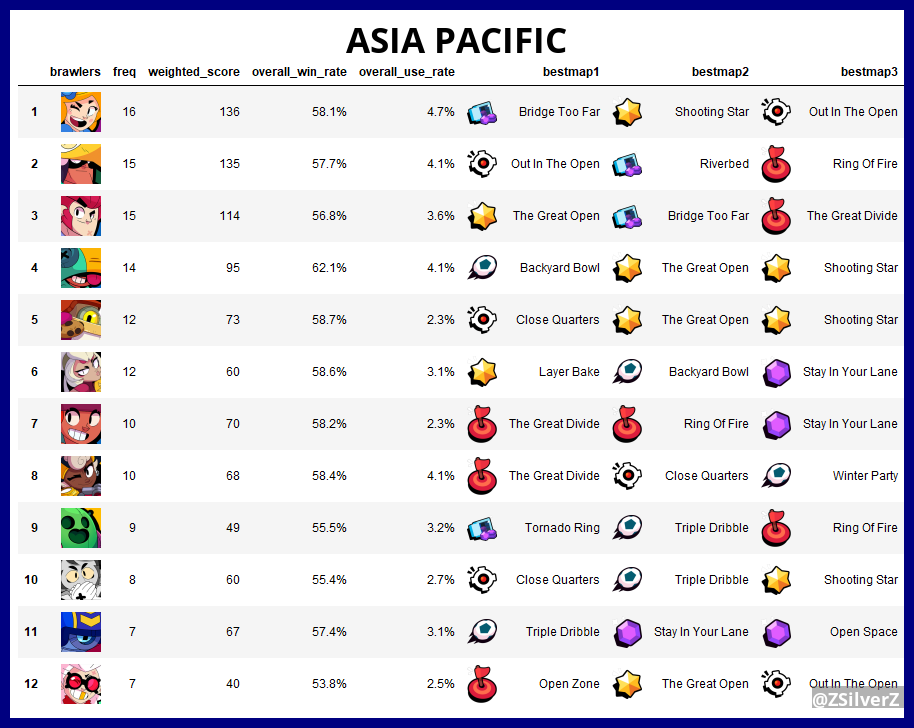 ASIA PACIFIC
brawlers freq weighted_score overall_win_rate overall_use_rate bestmap1 bestmap2 bestmap3
1 16 136 58.1% 4.7% Bridge Too Far Shooting Star Out In The Open
2 15 135 57.7% 4.1% Out In The Open Riverbed Ring Of Fire
3 15 114 56.8% 3.6% The Great Open Bridge Too Far The Great Divide
4 14 95 62.1% 4.1% Backyard Bowl The Great Open Shooting Star
5 12 73 58.7% 2.3% Close Quarters The Great Open Shooting Star
6 12 60 58.6% 3.1% Layer Bake Backyard Bowl Stay In Your Lane
7 10 70 58.2% 2.3% The Great Divide Ring Of Fire Stay In Your Lane
8 10 68 58.4% 4.1% The Great Divide Close Quarters Winter Party
9 9 49 55.5% 3.2% Tornado Ring Triple Dribble Ring Of Fire
10 8 60 55.4% 2.7% Close Quarters Triple Dribble Shooting Star
11 7 67 57.4% 3.1% Triple Dribble Stay In Your Lane Open Space
12 7 40 53.8% 2.5% Open Zone The Great Open Out In The Open
@ZSilverZ